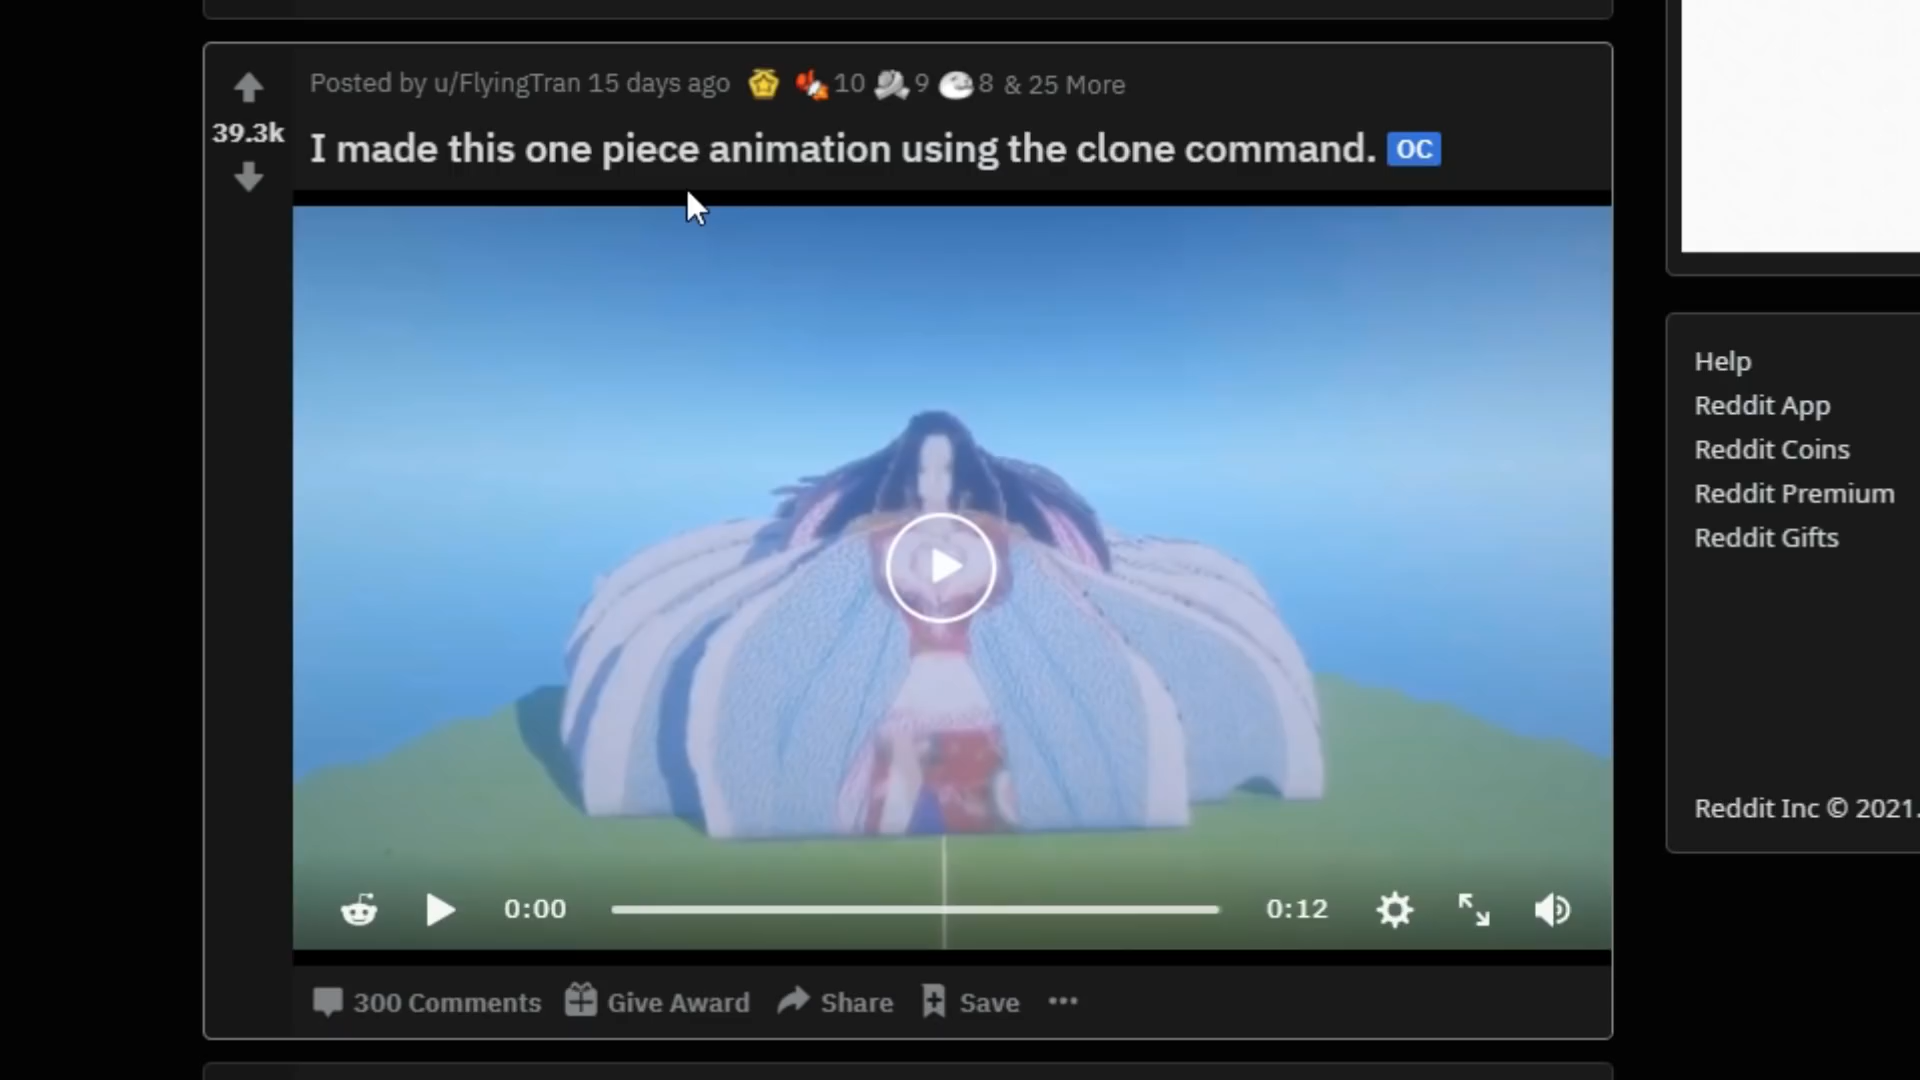 Posted by u/FlyingTran 15 days ago 10 9 8 & 25 More
39.3k
I made this one piece animation using the clone command. OC
0:00
0:12
300 Comments Give Award Share Save
Help
Reddit App
Reddit Coins
Reddit Premium
Reddit Gifts
Reddit Inc © 2021.